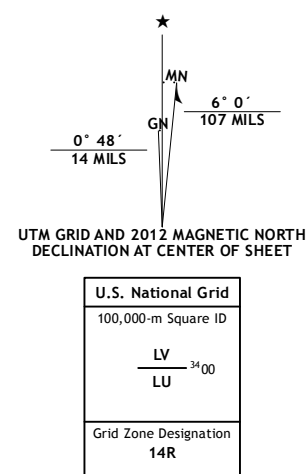 ★
MN
GN
6° 0´
107 MILS
0° 48´
14 MILS
UTM GRID AND 2012 MAGNETIC NORTH
DECLINATION AT CENTER OF SHEET
U.S. National Grid
100,000-m Square ID
LV
3400
LU
Grid Zone Designation
14R